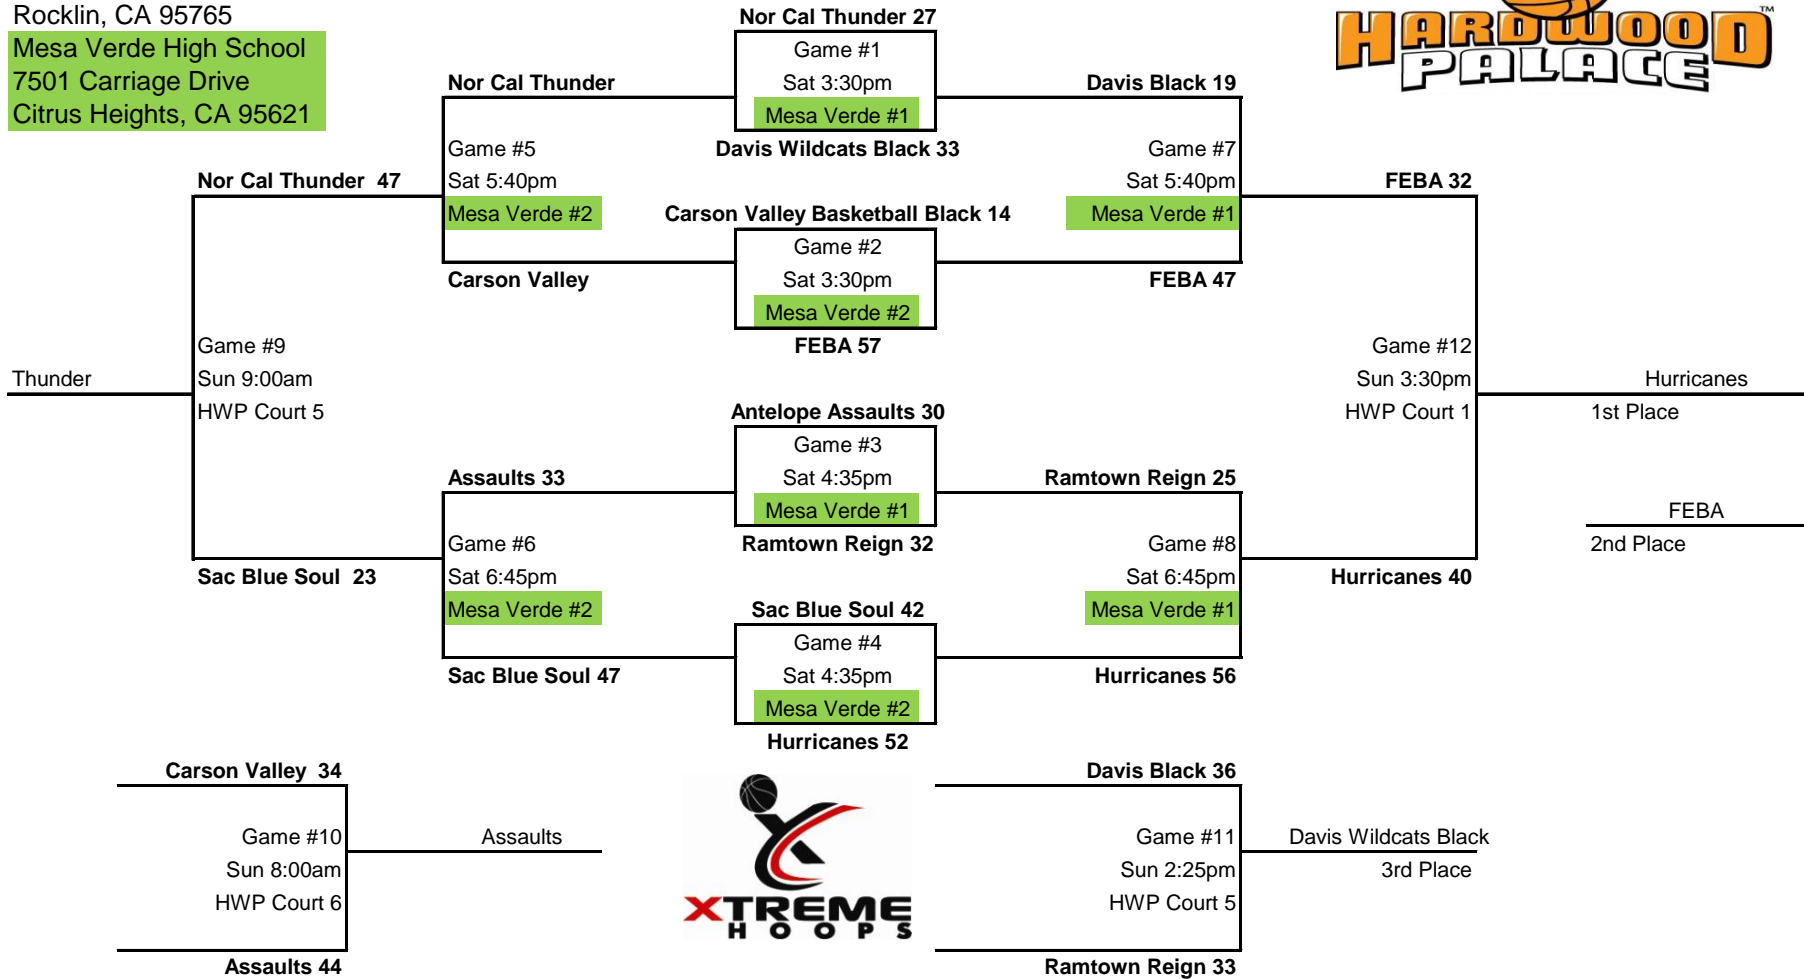 Rocklin, CA 95765
Mesa Verde High School
7501 Carriage Drive
Citrus Heights, CA 95621
HARDWOOD
PALACE
TM
Nor Cal Thunder 27
Game #1
Sat 3:30pm
Mesa Verde #1
Davis Wildcats Black 33
Nor Cal Thunder
Game #5
Sat 5:40pm
Mesa Verde #2
Carson Valley
Davis Black 19
Game #7
Sat 5:40pm
Mesa Verde #1
FEBA 47
Carson Valley Basketball Black 14
Game #2
Sat 3:30pm
Mesa Verde #2
FEBA 57
Nor Cal Thunder 47
Game #9
Sun 9:00am
HWP Court 5
Sac Blue Soul 23
Thunder
FEBA 32
Game #12
Sun 3:30pm
HWP Court 1
Hurricanes 40
Hurricanes
1st Place
FEBA
2nd Place
Antelope Assaults 30
Game #3
Sat 4:35pm
Mesa Verde #1
Ramtown Reign 32
Assaults 33
Game #6
Sat 6:45pm
Mesa Verde #2
Sac Blue Soul 47
Ramtown Reign 25
Game #8
Sat 6:45pm
Mesa Verde #1
Hurricanes 56
Sac Blue Soul 42
Game #4
Sat 4:35pm
Mesa Verde #2
Hurricanes 52
Carson Valley 34
Game #10
Sun 8:00am
HWP Court 6
Assaults 44
Assaults
XTREME
HOOPS
Davis Black 36
Game #11
Sun 2:25pm
HWP Court 5
Ramtown Reign 33
Davis Wildcats Black
3rd Place